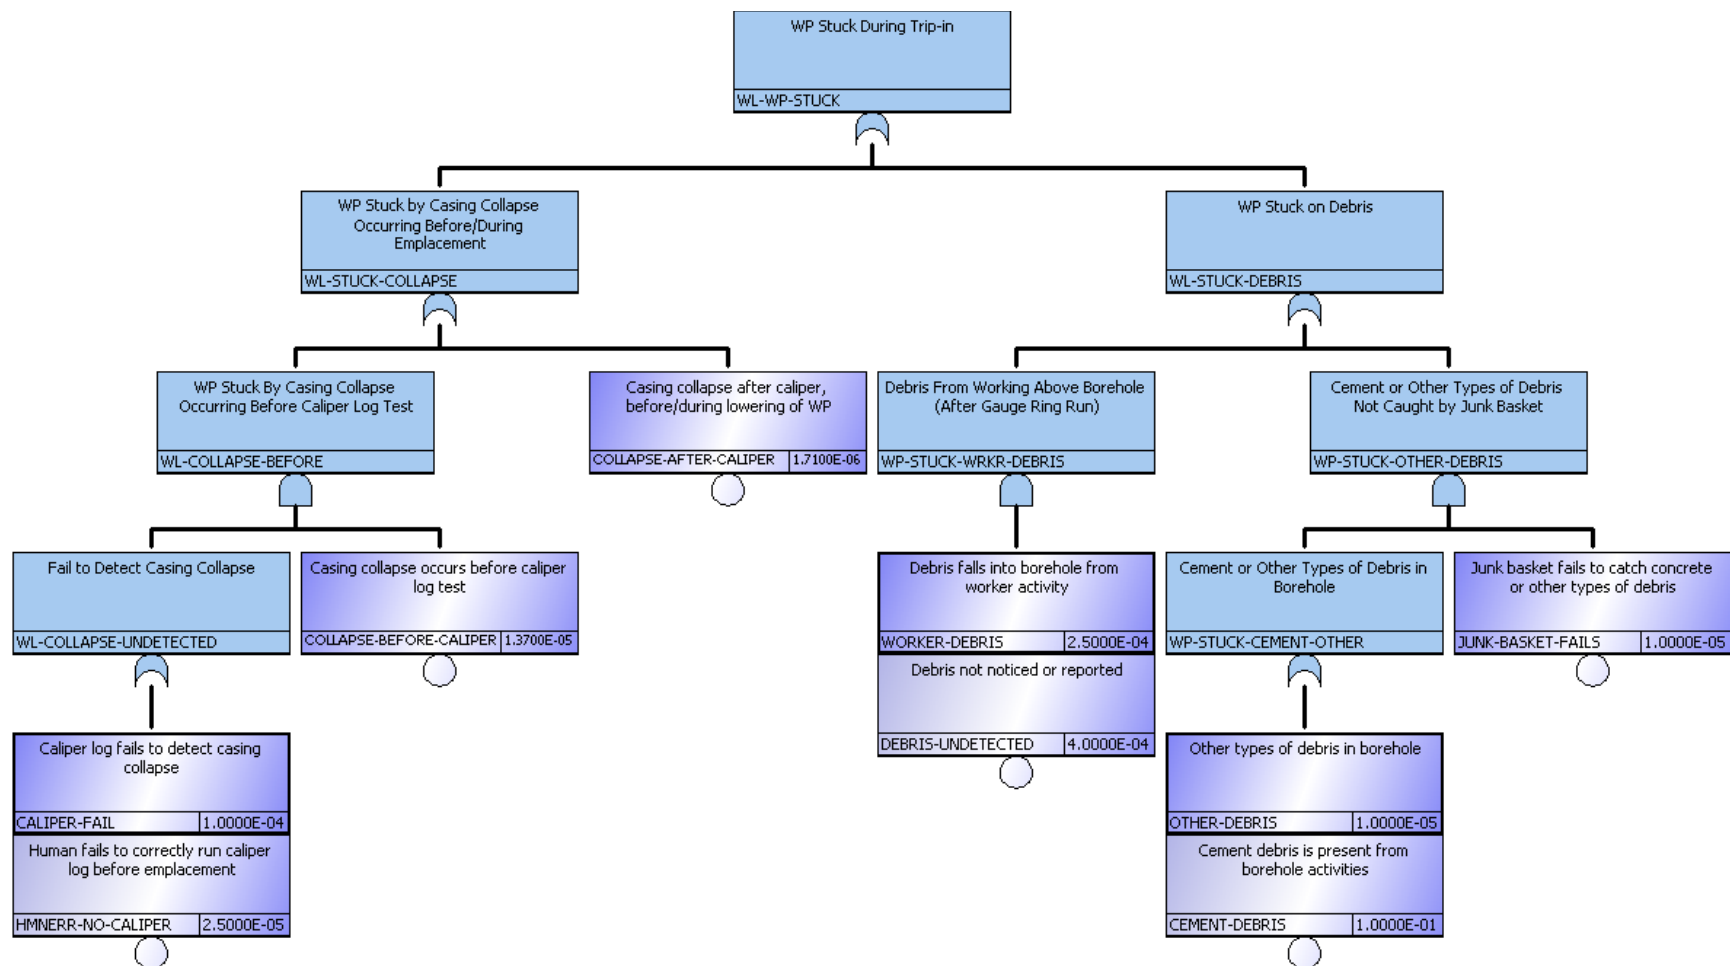 WP Stuck During Trip-in
WL-WP-STUCK
WP Stuck by Casing Collapse
Occurring Before/During
Emplacement
WL-STUCK-COLLAPSE
WP Stuck on Debris
WL-STUCK-DEBRIS
WP Stuck By Casing Collapse
Occurring Before Caliper Log Test
WL-COLLAPSE-BEFORE
Casing collapse after caliper,
before/during lowering of WP
COLLAPSE-AFTER-CALIPER 1.7100E-06
Debris From Working Above Borehole
(After Gauge Ring Run)
WP-STUCK-WRKR-DEBRIS
Cement or Other Types of Debris
Not Caught by Junk Basket
WP-STUCK-OTHER-DEBRIS
Fail to Detect Casing Collapse
WL-COLLAPSE-UNDETECTED
Casing collapse occurs before caliper
log test
COLLAPSE-BEFORE-CALIPER 1.3700E-05
Debris falls into borehole from
worker activity
WORKER-DEBRIS 2.5000E-04
Debris not noticed or reported
DEBRIS-UNDETECTED 4.0000E-04
Cement or Other Types of Debris in
Borehole
WP-STUCK-CEMENT-OTHER
Junk basket fails to catch concrete
or other types of debris
JUNK-BASKET-FAILS 1.0000E-05
Caliper log fails to detect casing
collapse
CALIPER-FAIL 1.0000E-04
Human fails to correctly run caliper
log before emplacement
HMNERR-NO-CALIPER 2.5000E-05
Other types of debris in borehole
OTHER-DEBRIS 1.0000E-05
Cement debris is present from
borehole activities
CEMENT-DEBRIS 1.0000E-01